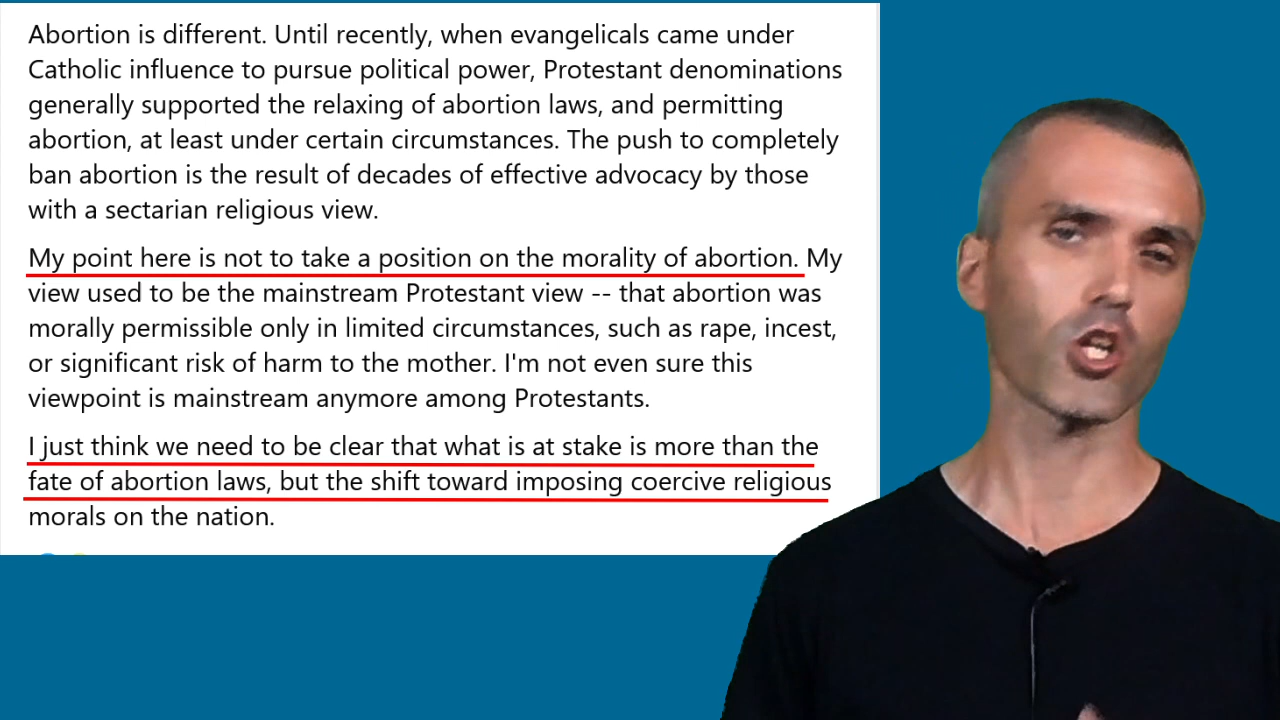 Abortion is different. Until recently, when evangelicals came under
Catholic influence to pursue political power, Protestant denominations
generally supported the relaxing of abortion laws, and permitting
abortion, at least under certain circumstances. The push to completely
ban abortion is the result of decades of effective advocacy by those
with a sectarian religious view.
My point here is not to take a position on the morality of abortion. My
view used to be the mainstream Protestant view -- that abortion was
morally permissible only in limited circumstances, such as rape, incest,
or significant risk of harm to the mother. I'm not even sure this
viewpoint is mainstream anymore among Protestants.
I just think we need to be clear that what is at stake is more than the
fate of abortion laws, but the shift toward imposing coercive religious
morals on the nation.